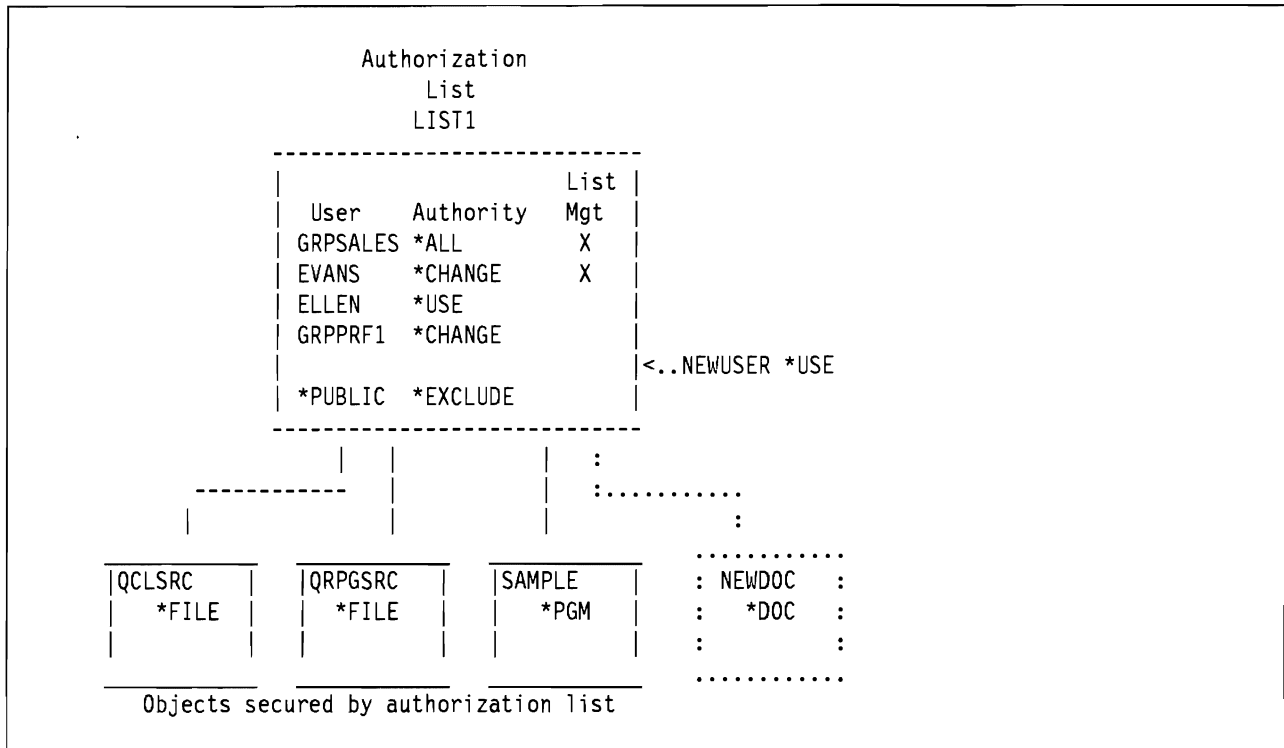 Authorization
List
LIST1
List
User Authority Mgt
GRPSALES *ALL X
EVANS *CHANGE X
ELLEN *USE
GRPPRF1 *CHANGE
<..NEWUSER *USE
*PUBLIC *EXCLUDE
QCLSRC QRPGSRC SAMPLE NEWDOC
*FILE *FILE *PGM *DOC
Objects secured by authorization list